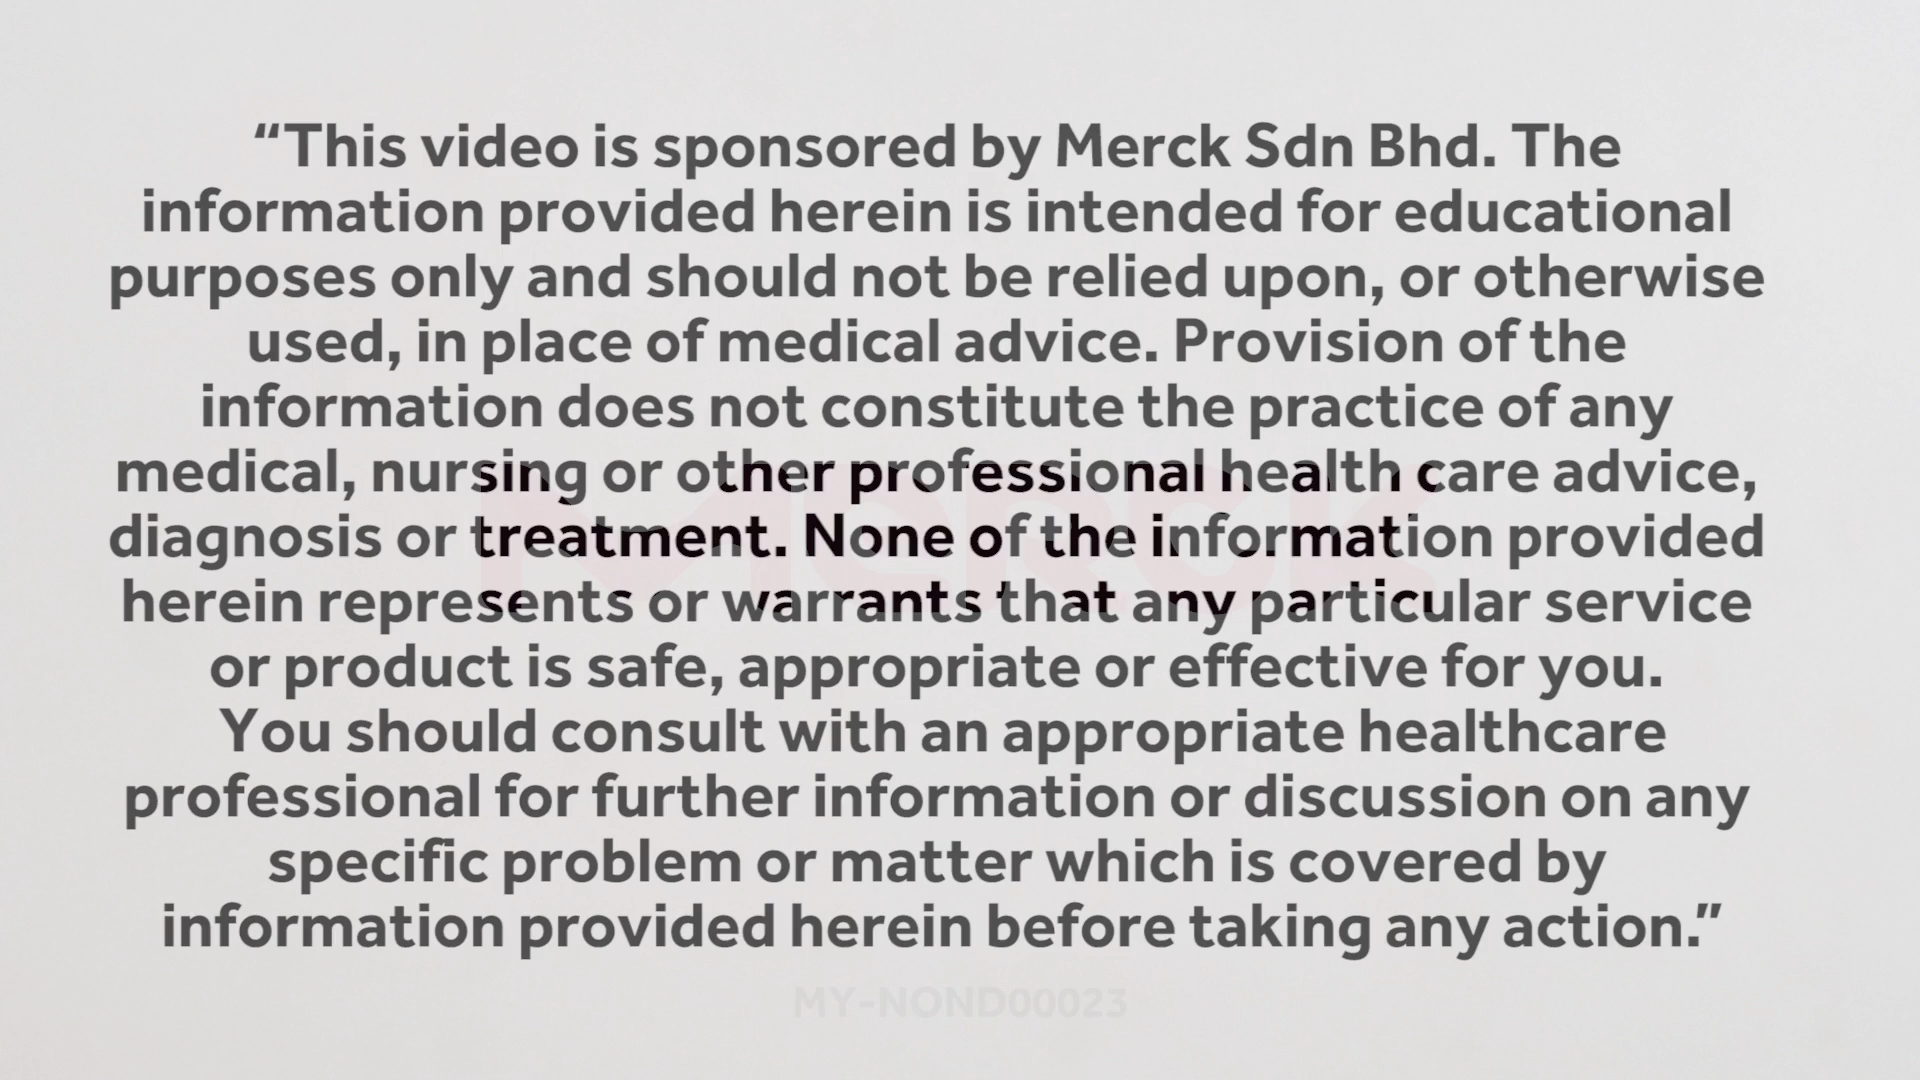 “This video is sponsored by Merck Sdn Bhd. The
information provided herein is intended for educational
purposes only and should not be relied upon, or otherwise
used, in place of medical advice. Provision of the
information does not constitute the practice of any
medical, nursing or other professional health care advice,
diagnosis or treatment. None of the information provided
herein represents or warrants that any particular service
or product is safe, appropriate or effective for you.
You should consult with an appropriate healthcare
professional for further information or discussion on any
specific problem or matter which is covered by
information provided herein before taking any action.”
MERCK
MY-NOND00023